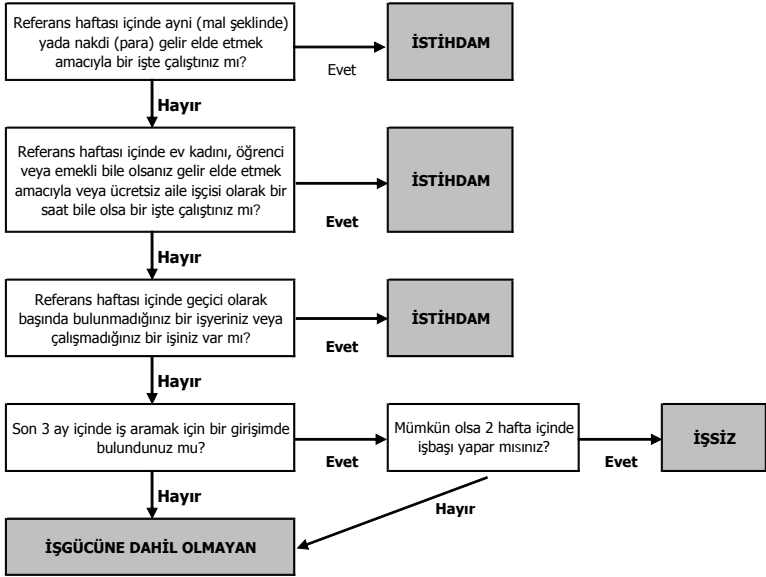 Referans haftası içinde ayni (mal şeklinde)
yada nakdi (para) gelir elde etmek
amacıyla bir işte çalıştınız mı?
Evet
İSTİHDAM
Hayır
Referans haftası içinde ev kadını, öğrenci
veya emekli bile olsanız gelir elde etmek
amacıyla veya ücretsiz aile işçisi olarak bir
saat bile olsa bir işte çalıştınız mı?
Evet
İSTİHDAM
Hayır
Referans haftası içinde geçici olarak
başında bulunmadığınız bir işyeriniz veya
çalışmadığınız bir işiniz var mı?
Evet
İSTİHDAM
Hayır
Son 3 ay içinde iş aramak için bir girişimde
bulundunuz mu?
Evet
Mümkün olsa 2 hafta içinde
işbaşı yapar mısınız?
Evet
İŞSİZ
Hayır
Hayır
İŞGÜCÜNE DAHİL OLMAYAN